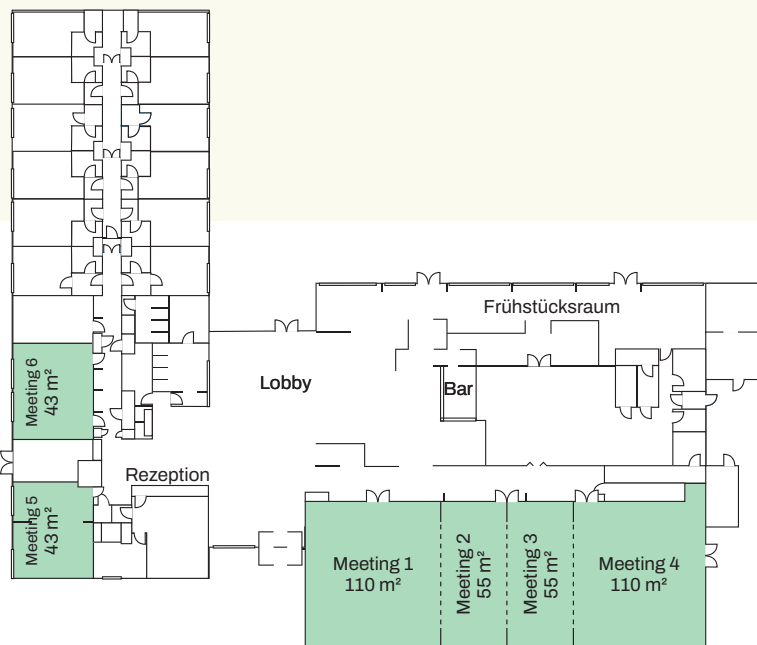 Frühstücksraum
Lobby
Bar
Meeting 6
43 m²
Rezeption
Meeting 5
43 m²
Meeting 1
110 m²
Meeting 2
55 m²
Meeting 3
55 m²
Meeting 4
110 m²